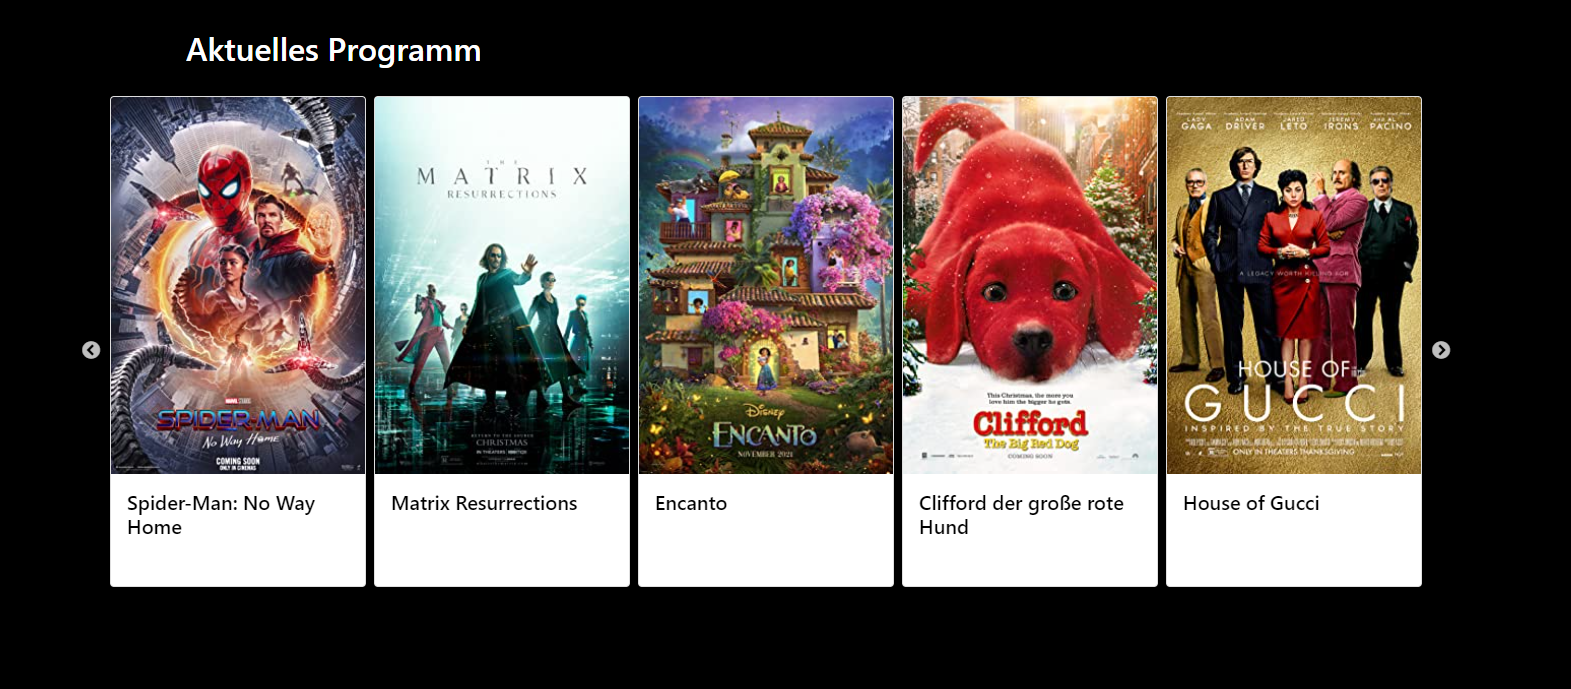 Aktuelles Programm
MARVEL STUDIOS
SPIDER-MAN
No Way Home
COMING SOON
ONLY IN CINEMAS
Spider-Man: No Way
Home
THE
MATRIX
RESURRECTIONS
RETURN TO THE SOURCE
CHRISTMAS
IN THEATERS
Matrix Resurrections
Disney
ENCANTO
NOVEMBER 2021
Encanto
This Christmas, the more you
love him the bigger he gets.
Clifford
The Big Red Dog
COMING SOON
Clifford der große rote
Hund
LADY GAGA
ADAM DRIVER
JARED LETO
JEREMY IRONS
AL PACINO
A LEGACY WORTH KILLING FOR
HOUSE OF
GUCCI
INSPIRED BY THE TRUE STORY
ONLY IN THEATERS THANKSGIVING
House of Gucci